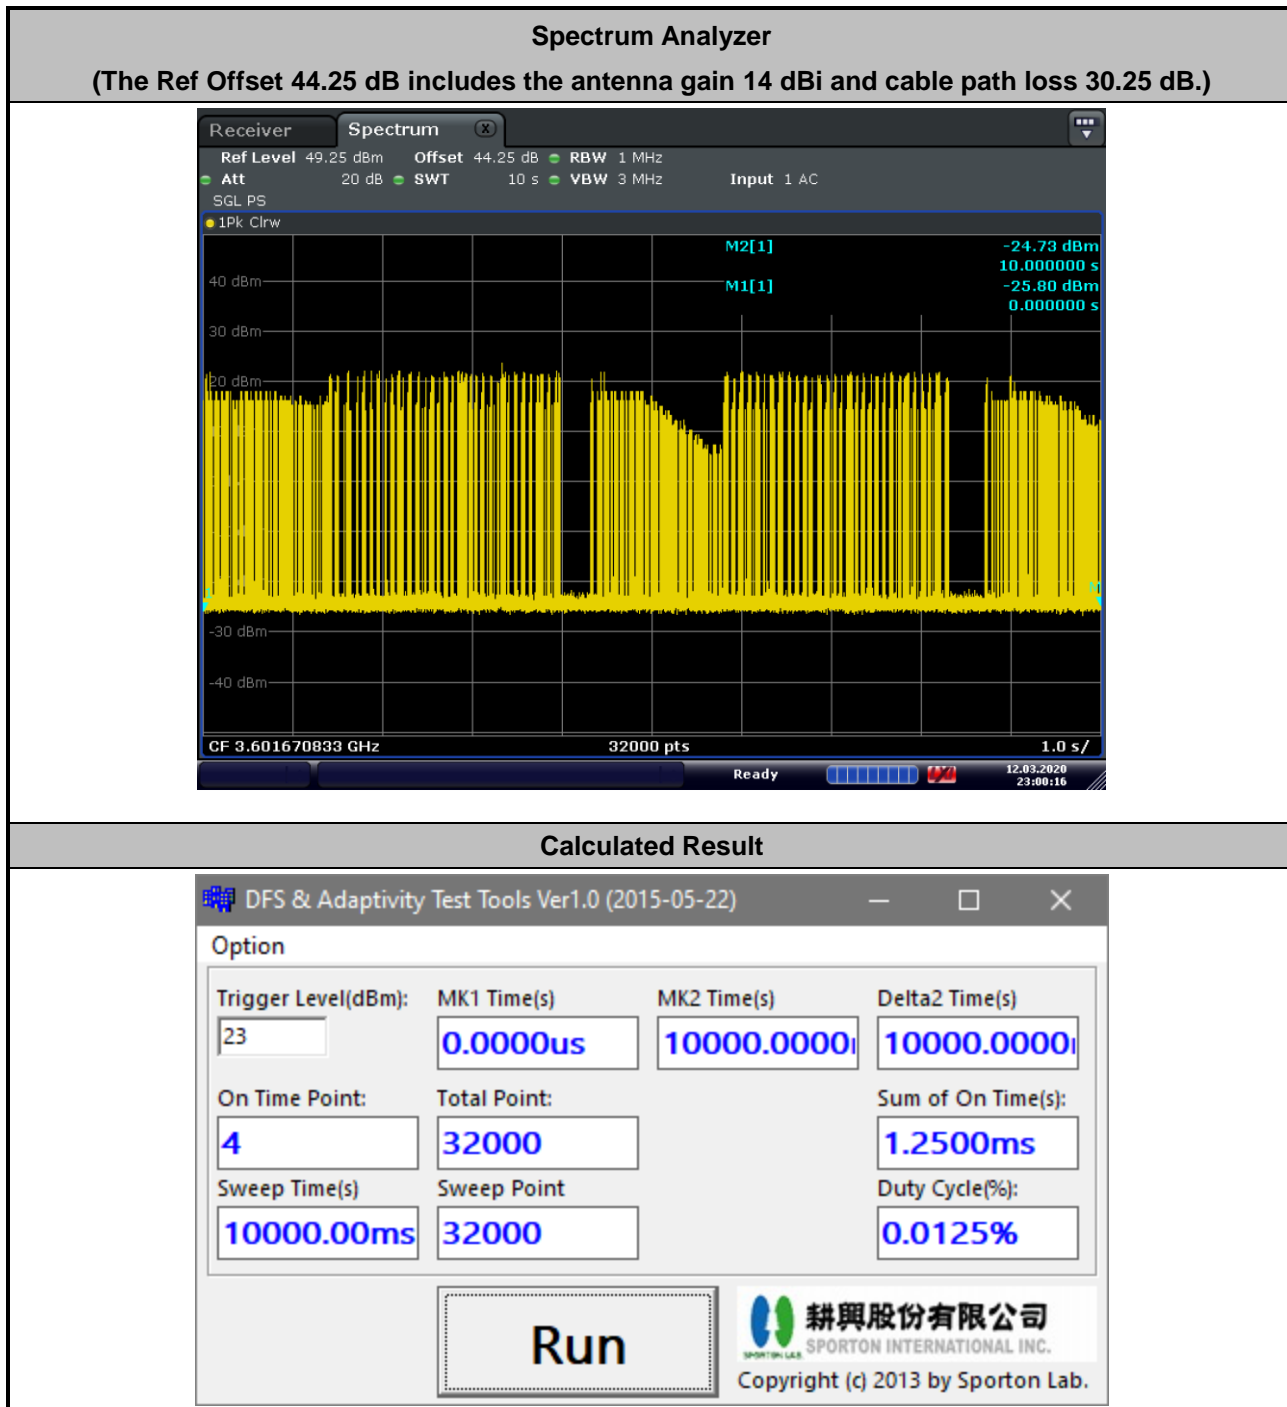 Spectrum Analyzer
(The Ref Offset 44.25 dB includes the antenna gain 14 dBi and cable path loss 30.25 dB.)
Receiver Spectrum X
Ref Level 49.25 dBm Offset 44.25 dB RBW 1 MHz
Att 20 dB SWT 10 s VBW 3 MHz Input 1 AC
SGL PS
1Pk Clrw
M2[1] -24.73 dBm
10.000000 s
40 dBm
M1[1] -25.80 dBm
0.000000 s
30 dBm
20 dBm
-30 dBm
-40 dBm
CF 3.601670833 GHz 32000 pts 1.0 s/
Ready 12.03.2020
23:00:16
Calculated Result
DFS & Adaptivity Test Tools Ver1.0 (2015-05-22)
Option
Trigger Level(dBm): MK1 Time(s) MK2 Time(s) Delta2 Time(s)
23 0.0000us 10000.0000 10000.0000
On Time Point: Total Point: Sum of On Time(s):
4 32000 1.2500ms
Sweep Time(s) Sweep Point Duty Cycle(%):
10000.00ms 32000 0.0125%
Run
耕興股份有限公司
SPORTON LAB. SPORTON INTERNATIONAL INC.
Copyright (c) 2013 by Sporton Lab.